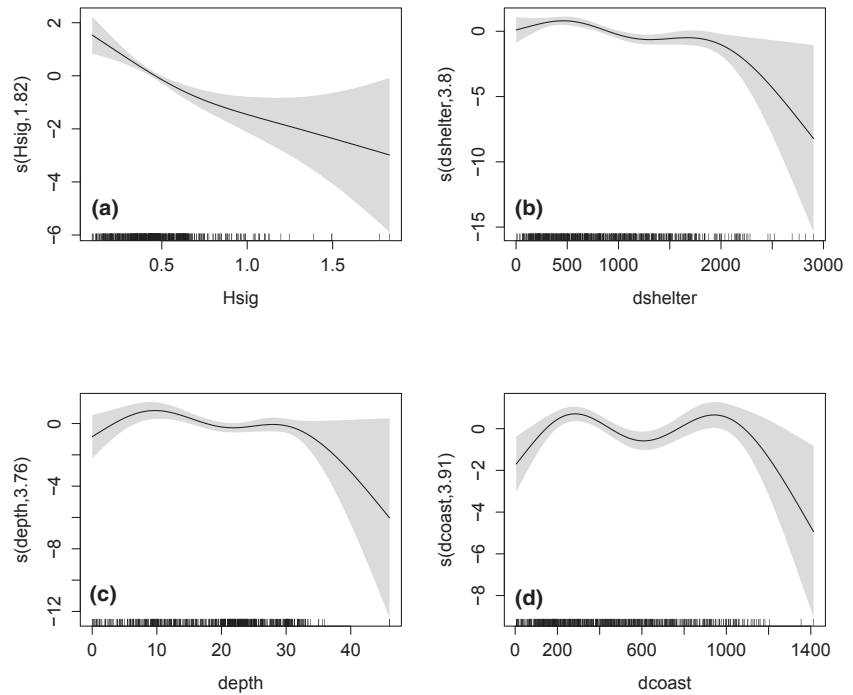 2
0
−2
−4
−6
s(Hsig,1.82)
(a)
0.5 1.0 1.5
Hsig
0
−5
−10
−15
s(dshelter,3.8)
(b)
0 500 1000 2000 3000
dshelter
0
−4
−8
−12
s(depth,3.76)
(c)
0 10 20 30 40
depth
0
−2
−4
−6
−8
s(dcoast,3.91)
(d)
0 200 600 1000 1400
dcoast